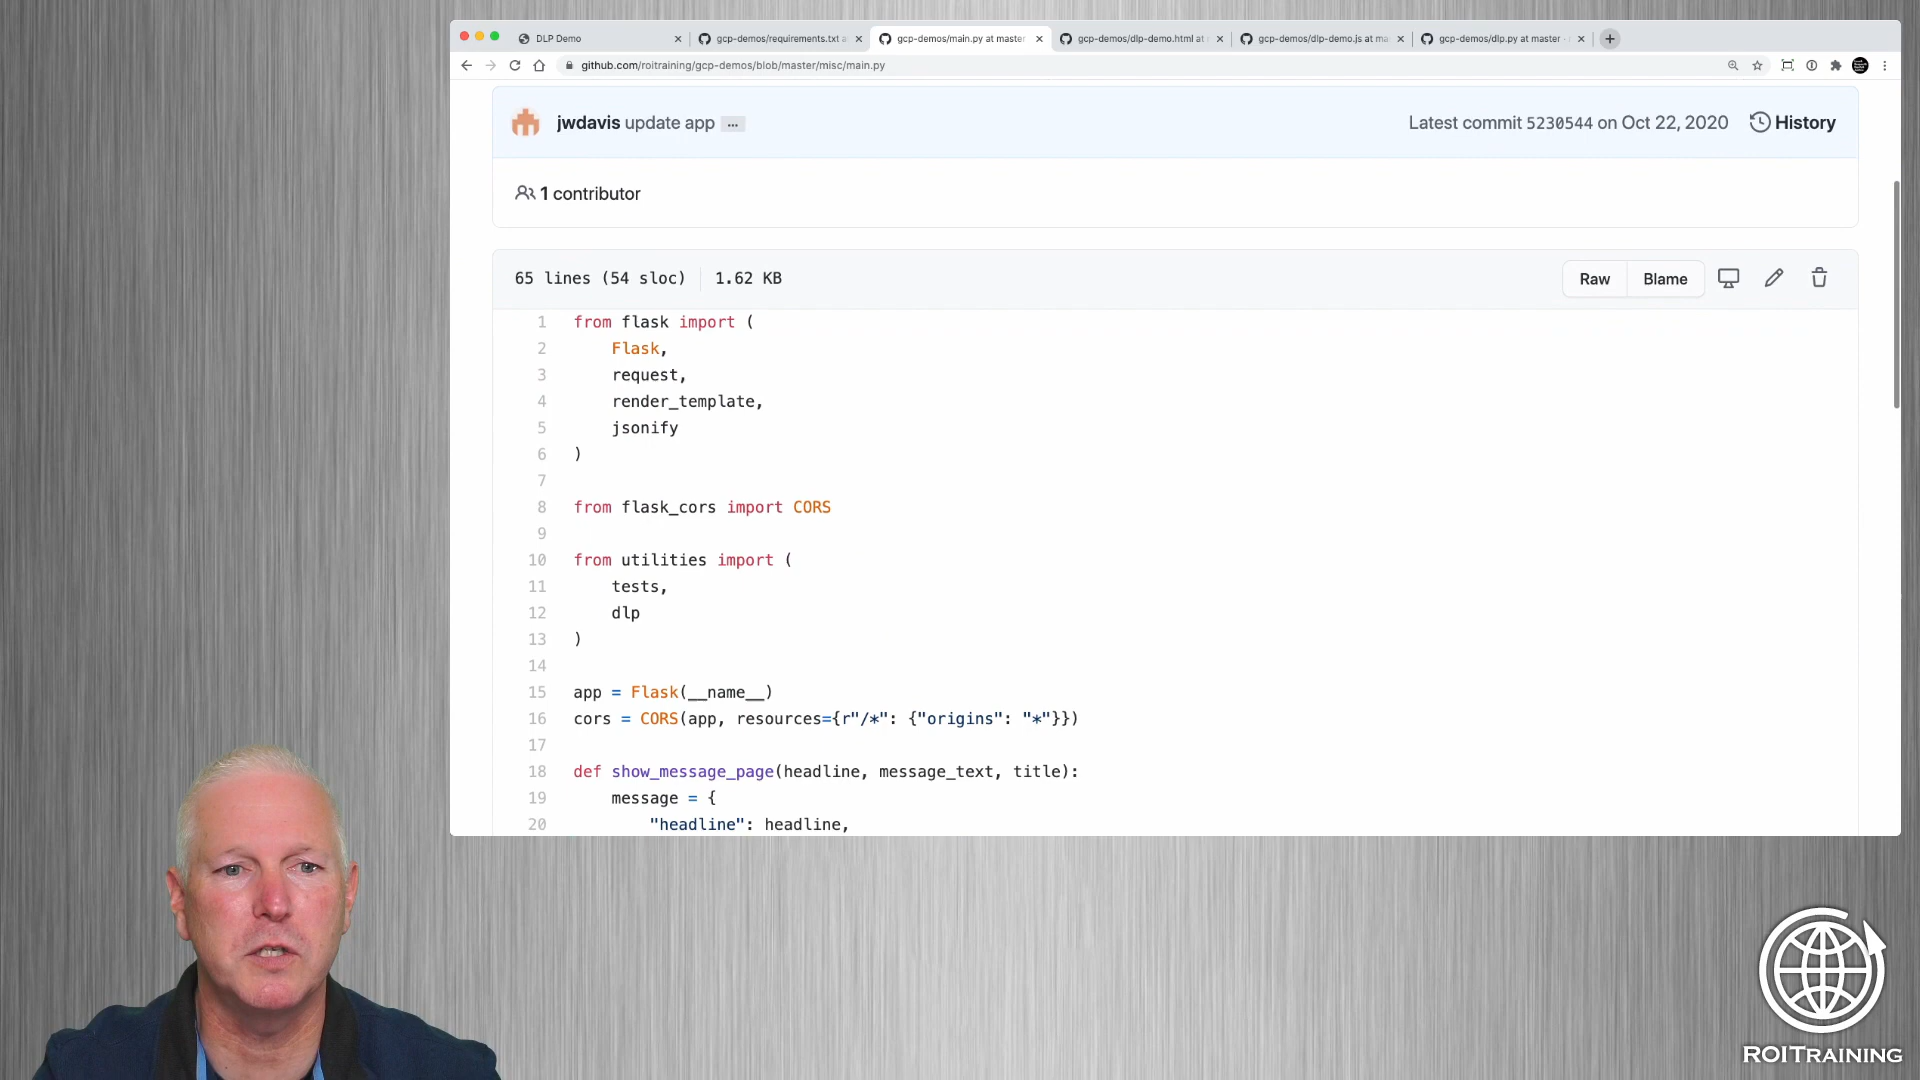 DLP Demo
gcp-demos/requirements.txt a
gcp-demos/main.py at master
gcp-demos/dlp-demo.html at
gcp-demos/dlp-demo.js at ma
gcp-demos/dlp.py at master
github.com/roitraining/gcp-demos/blob/master/misc/main.py
jwdavis update app ...
Latest commit 5230544 on Oct 22, 2020
History
1 contributor
65 lines (54 sloc)
1.62 KB
Raw
Blame
1 from flask import (
2 Flask,
3 request,
4 render_template,
5 jsonify
6 )
7
8 from flask_cors import CORS
9
10 from utilities import (
11 tests,
12 dlp
13 )
14
15 app = Flask(__name__)
16 cors = CORS(app, resources={r"/*": {"origins": "*"}})
17
18 def show_message_page(headline, message_text, title):
19 message = {
20 "headline": headline,
ROITRAINING